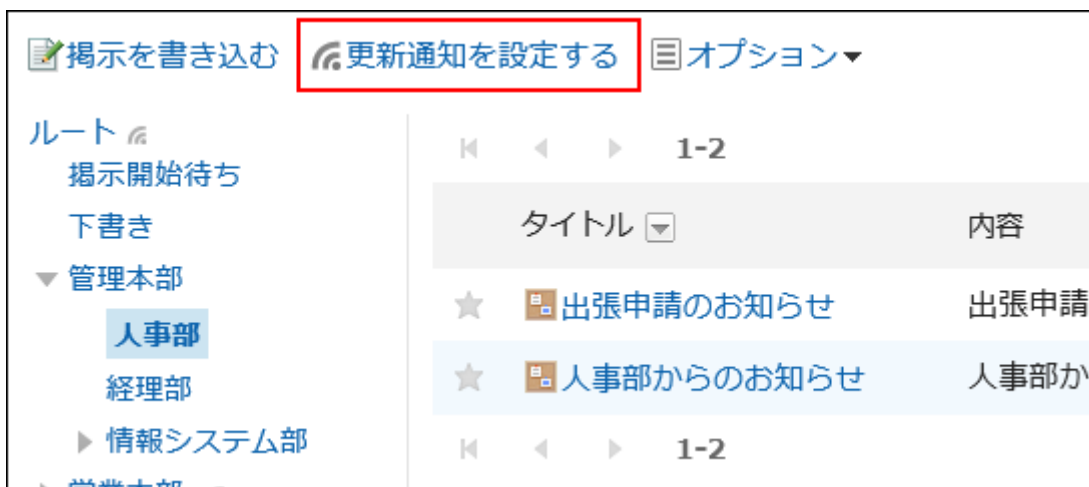 掲示を書き込む 更新通知を設定する オプション
ルート
掲示開始待ち
下書き
管理本部
人事部
経理部
情報システム部
1-2
タイトル 内容
出張申請のお知らせ 出張申請
人事部からのお知らせ 人事部か
1-2